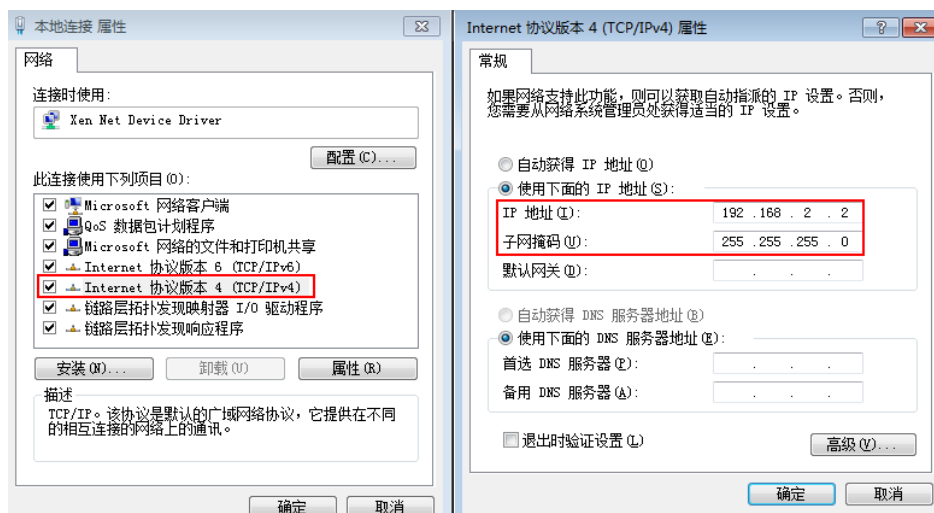 本地连接 属性
网络
连接时使用:
Xen Net Device Driver
配置(C)...
此连接使用下列项目(O):
Microsoft 网络客户端
QoS 数据包计划程序
Microsoft 网络的文件和打印机共享
Internet 协议版本 6 (TCP/IPv6)
Internet 协议版本 4 (TCP/IPv4)
链路层拓扑发现映射器 I/O 驱动程序
链路层拓扑发现响应程序
安装(N)...
卸载(U)
属性(R)
描述
TCP/IP。该协议是默认的广域网络协议，它提供在不同
的相互连接的网络上的通讯。
确定
取消
Internet 协议版本 4 (TCP/IPv4) 属性
常规
如果网络支持此功能，则可以获取自动指派的 IP 设置。否则，
您需要从网络系统管理员处获得适当的 IP 设置。
自动获得 IP 地址(O)
使用下面的 IP 地址(S):
IP 地址(I): 192 .168 . 2 . 2
子网掩码(U): 255 .255 .255 . 0
默认网关(D): . . .
自动获得 DNS 服务器地址(B)
使用下面的 DNS 服务器地址(E):
首选 DNS 服务器(P): . . .
备用 DNS 服务器(A): . . .
退出时验证设置(L)
高级(V)...
确定
取消